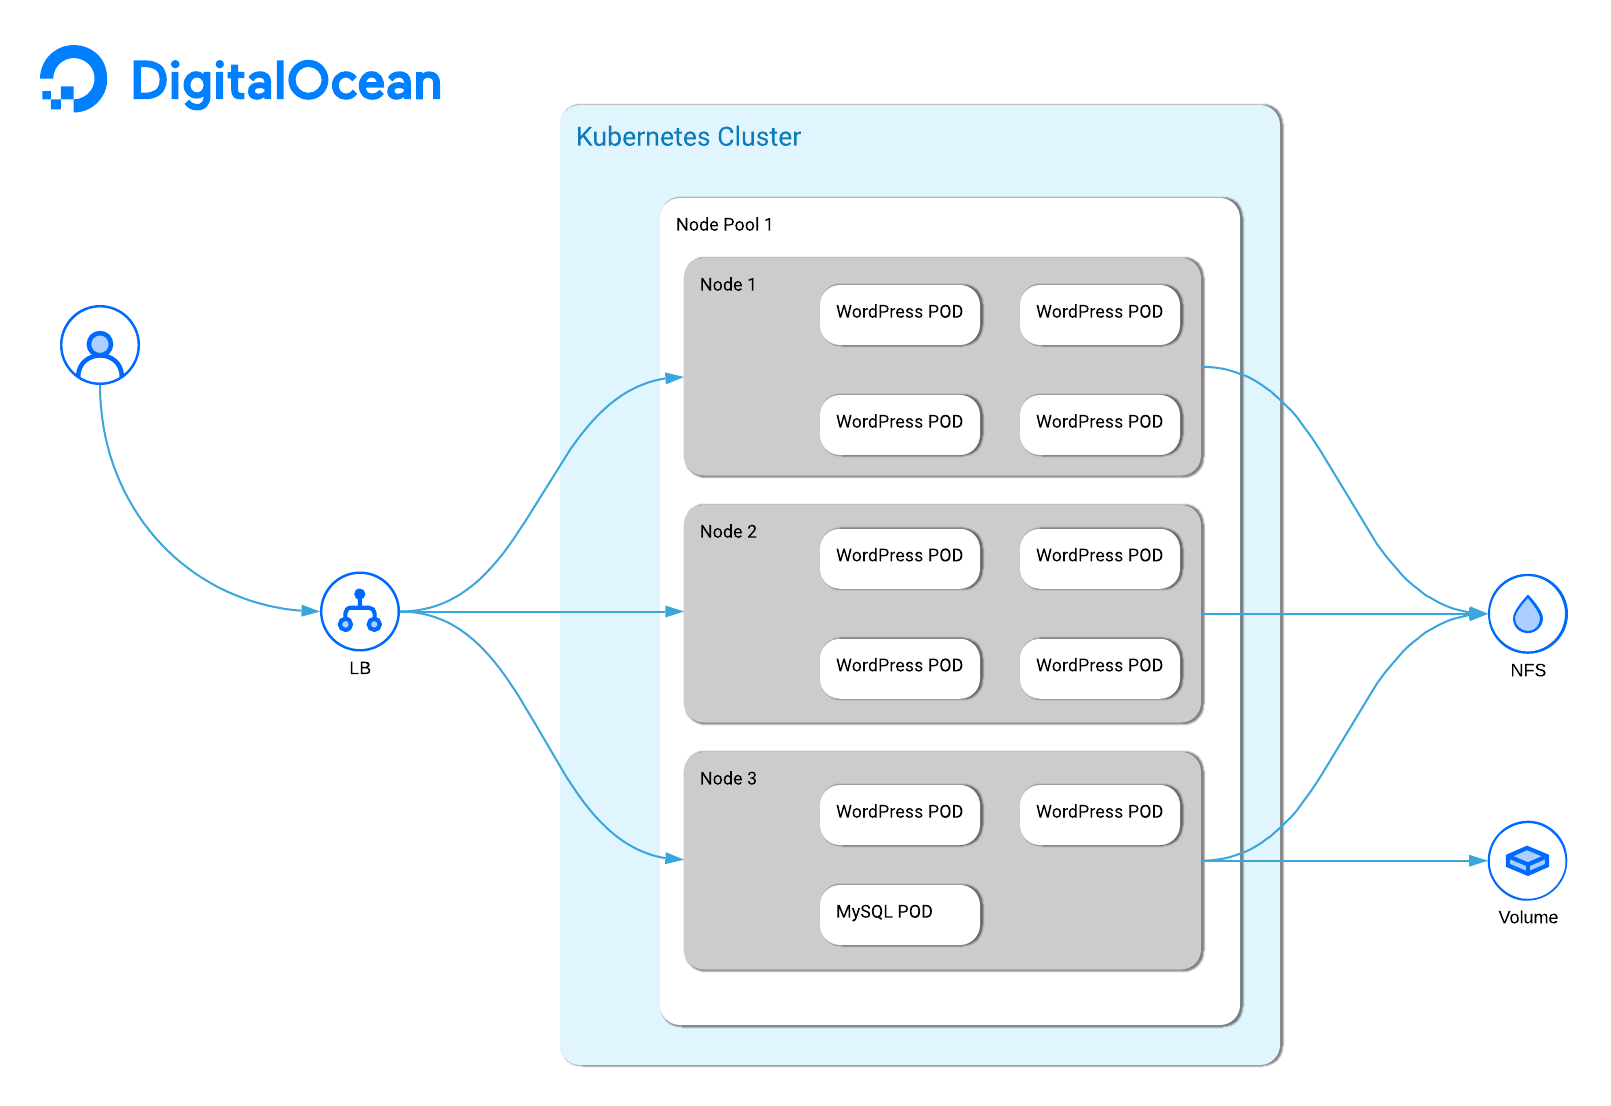 DigitalOcean
Kubernetes Cluster
Node Pool 1
Node 1
WordPress POD
WordPress POD
WordPress POD
WordPress POD
Node 2
WordPress POD
WordPress POD
WordPress POD
WordPress POD
Node 3
WordPress POD
WordPress POD
MySQL POD
LB
NFS
Volume